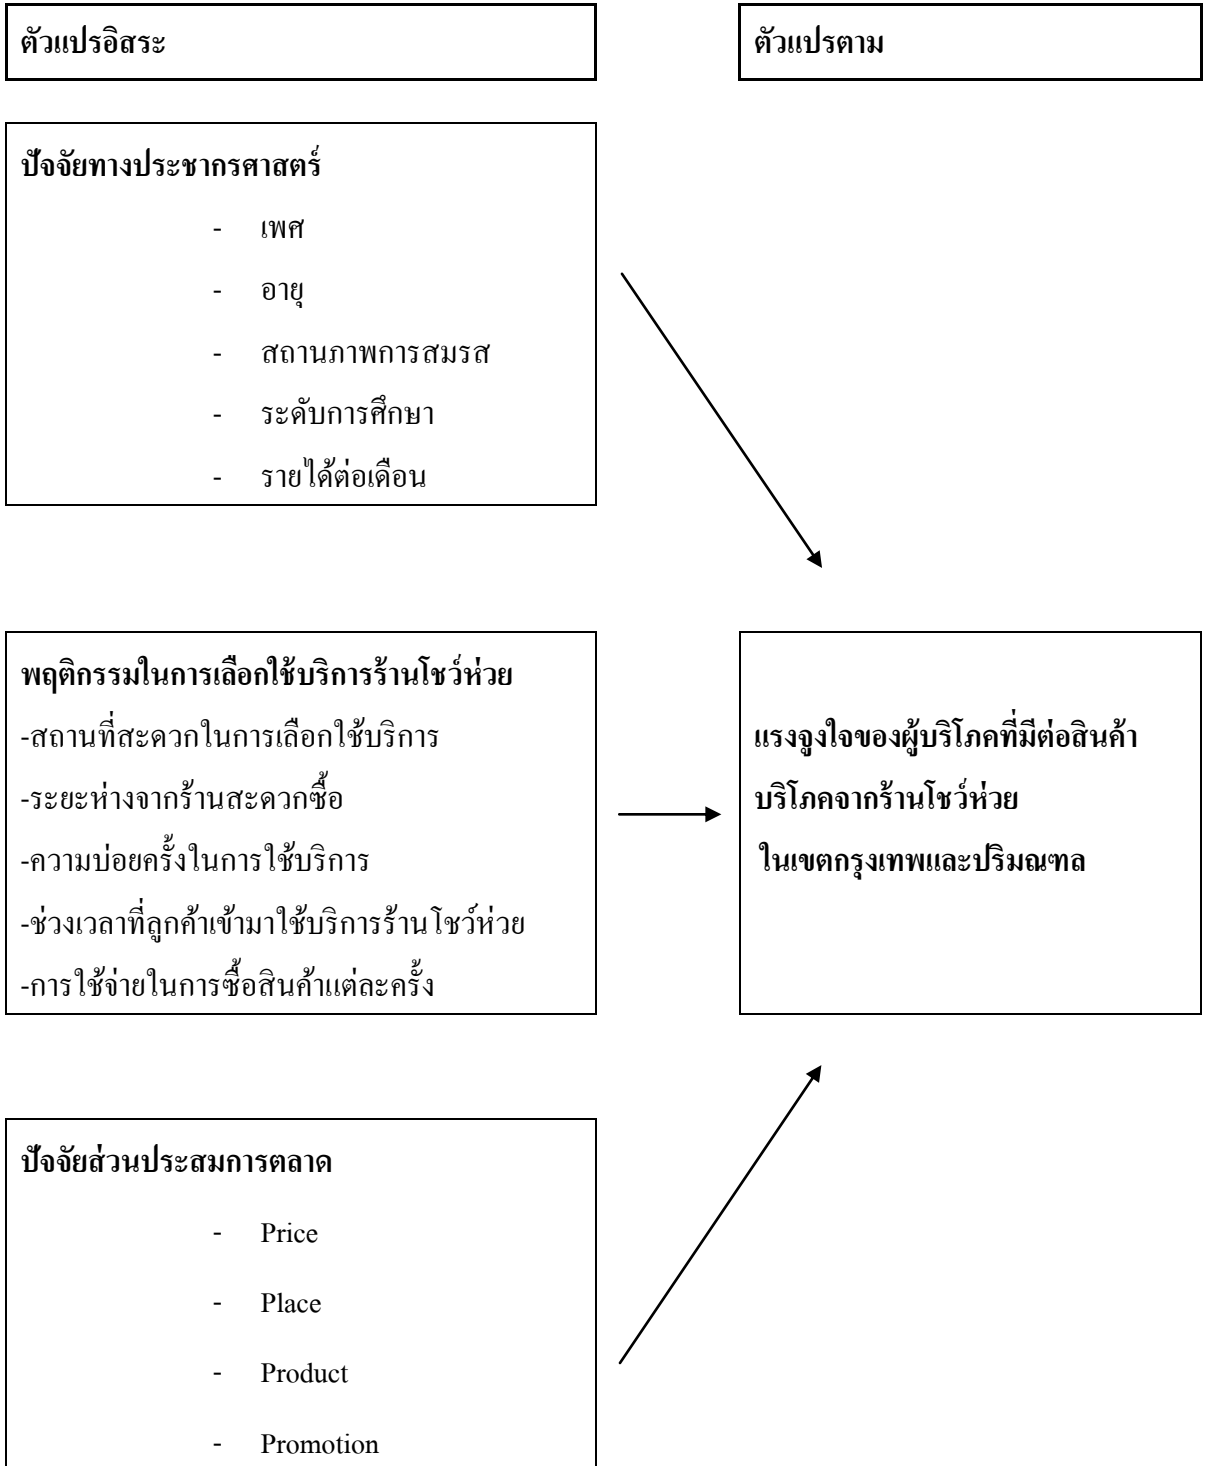 ตัวแปรอิสระ
ตัวแปรตาม
ปัจจัยทางประชากรศาสตร์
- เพศ
- อายุ
- สถานภาพการสมรส
- ระดับการศึกษา
- รายได้ต่อเดือน
พฤติกรรมในการเลือกใช้บริการร้านโชว์ห่วย
-สถานที่สะดวกในการเลือกใช้บริการ
-ระยะห่างจากร้านสะดวกซื้อ
-ความบ่อยครั้งในการใช้บริการ
-ช่วงเวลาที่ลูกค้าเข้ามาใช้บริการร้านโชว์ห่วย
-การใช้จ่ายในการซื้อสินค้าแต่ละครั้ง
แรงจูงใจของผู้บริโภคที่มีต่อสินค้า
บริโภคจากร้านโชว์ห่วย
ในเขตกรุงเทพและปริมณฑล
ปัจจัยส่วนประสมการตลาด
- Price
- Place
- Product
- Promotion